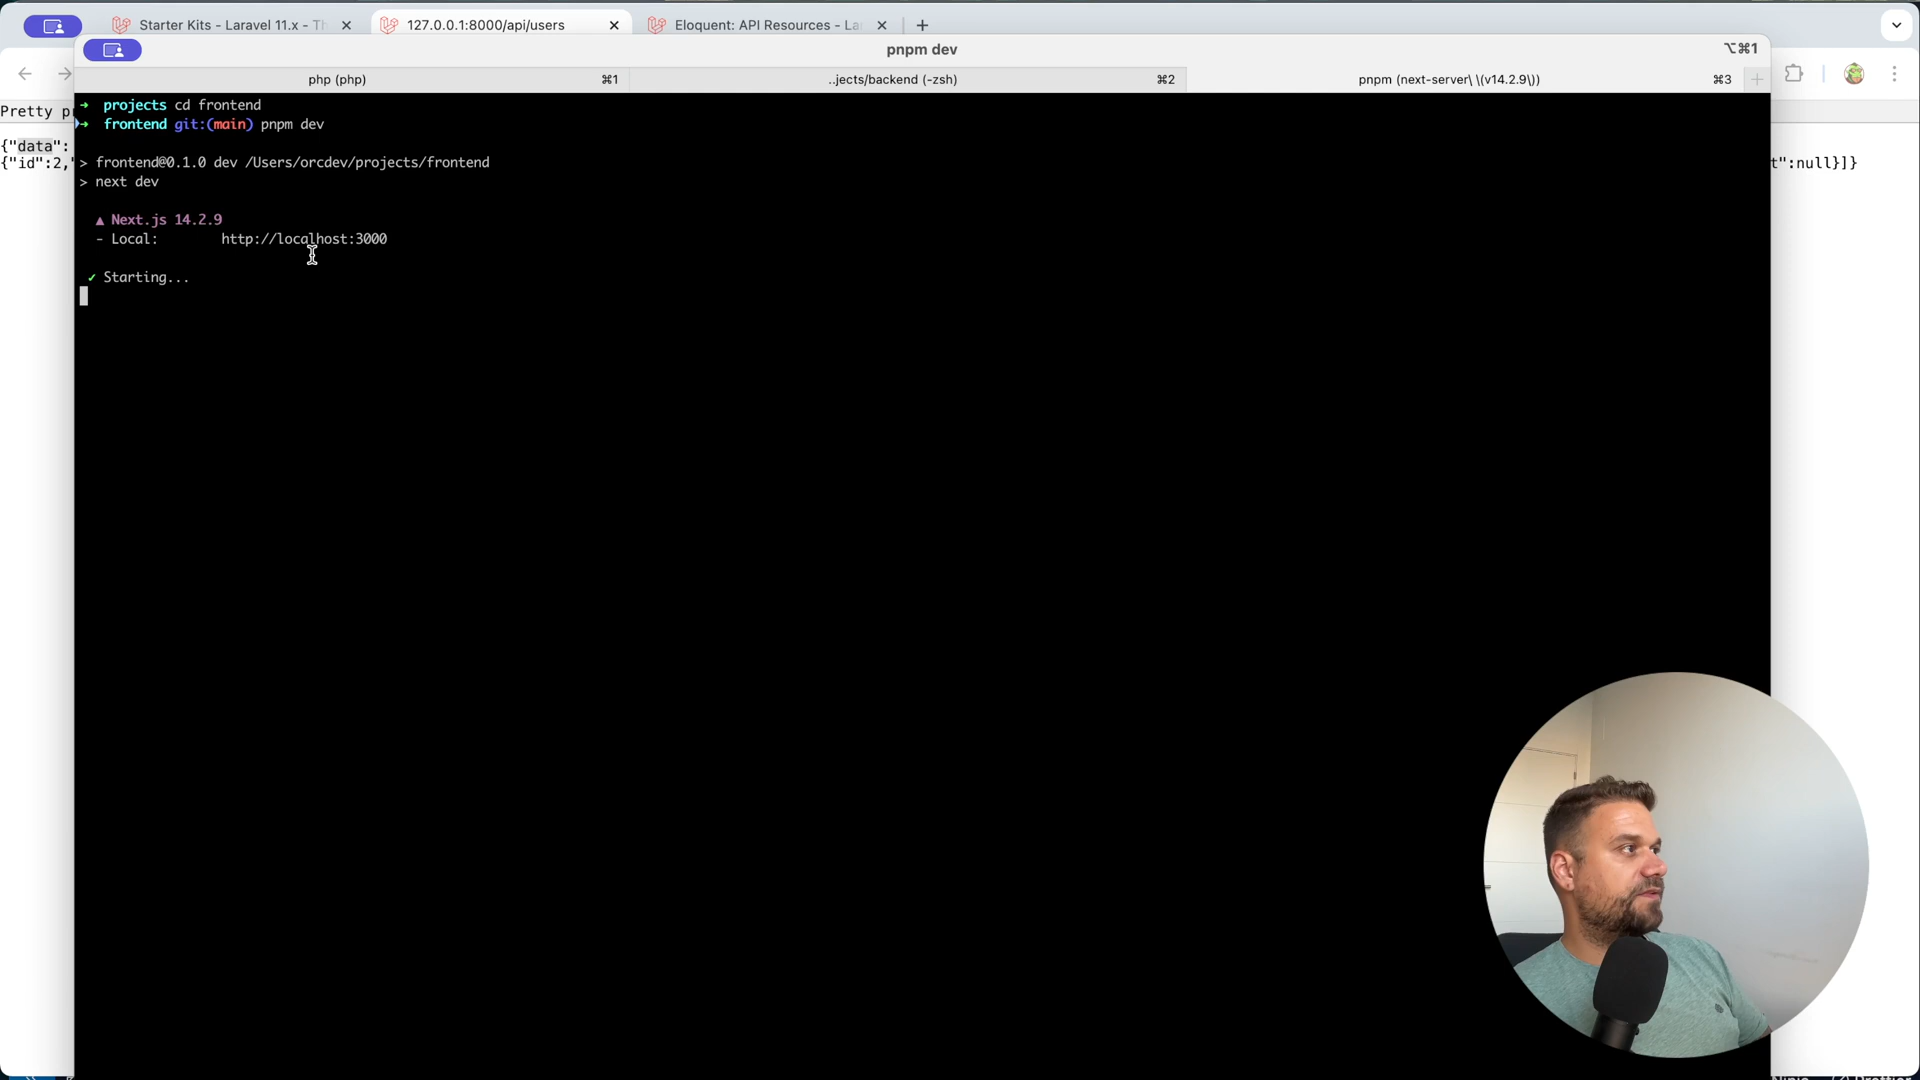 Starter Kits - Laravel 11.x - Th
127.0.0.1:8000/api/users
Eloquent: API Resources - La
pnpm dev
⌥⌘1
php (php) ⌘1
..jects/backend (-zsh) ⌘2
pnpm (next-server\ \(v14.2.9\)) ⌘3
Pretty p
{"data":
{"id":2,"
t":null}]}
→ projects cd frontend
→ frontend git:(main) pnpm dev
> frontend@0.1.0 dev /Users/orcdev/projects/frontend
> next dev
▲ Next.js 14.2.9
- Local: http://localhost:3000
✓ Starting...